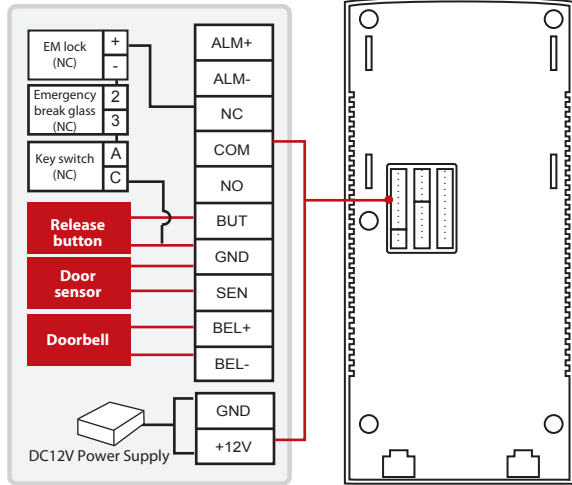 EM lock
(NC)
+
-
Emergency
break glass
(NC)
2
3
Key switch
(NC)
A
C
Release
button
Door
sensor
Doorbell
DC12V Power Supply
ALM+
ALM-
NC
COM
NO
BUT
GND
SEN
BEL+
BEL-
GND
+12V